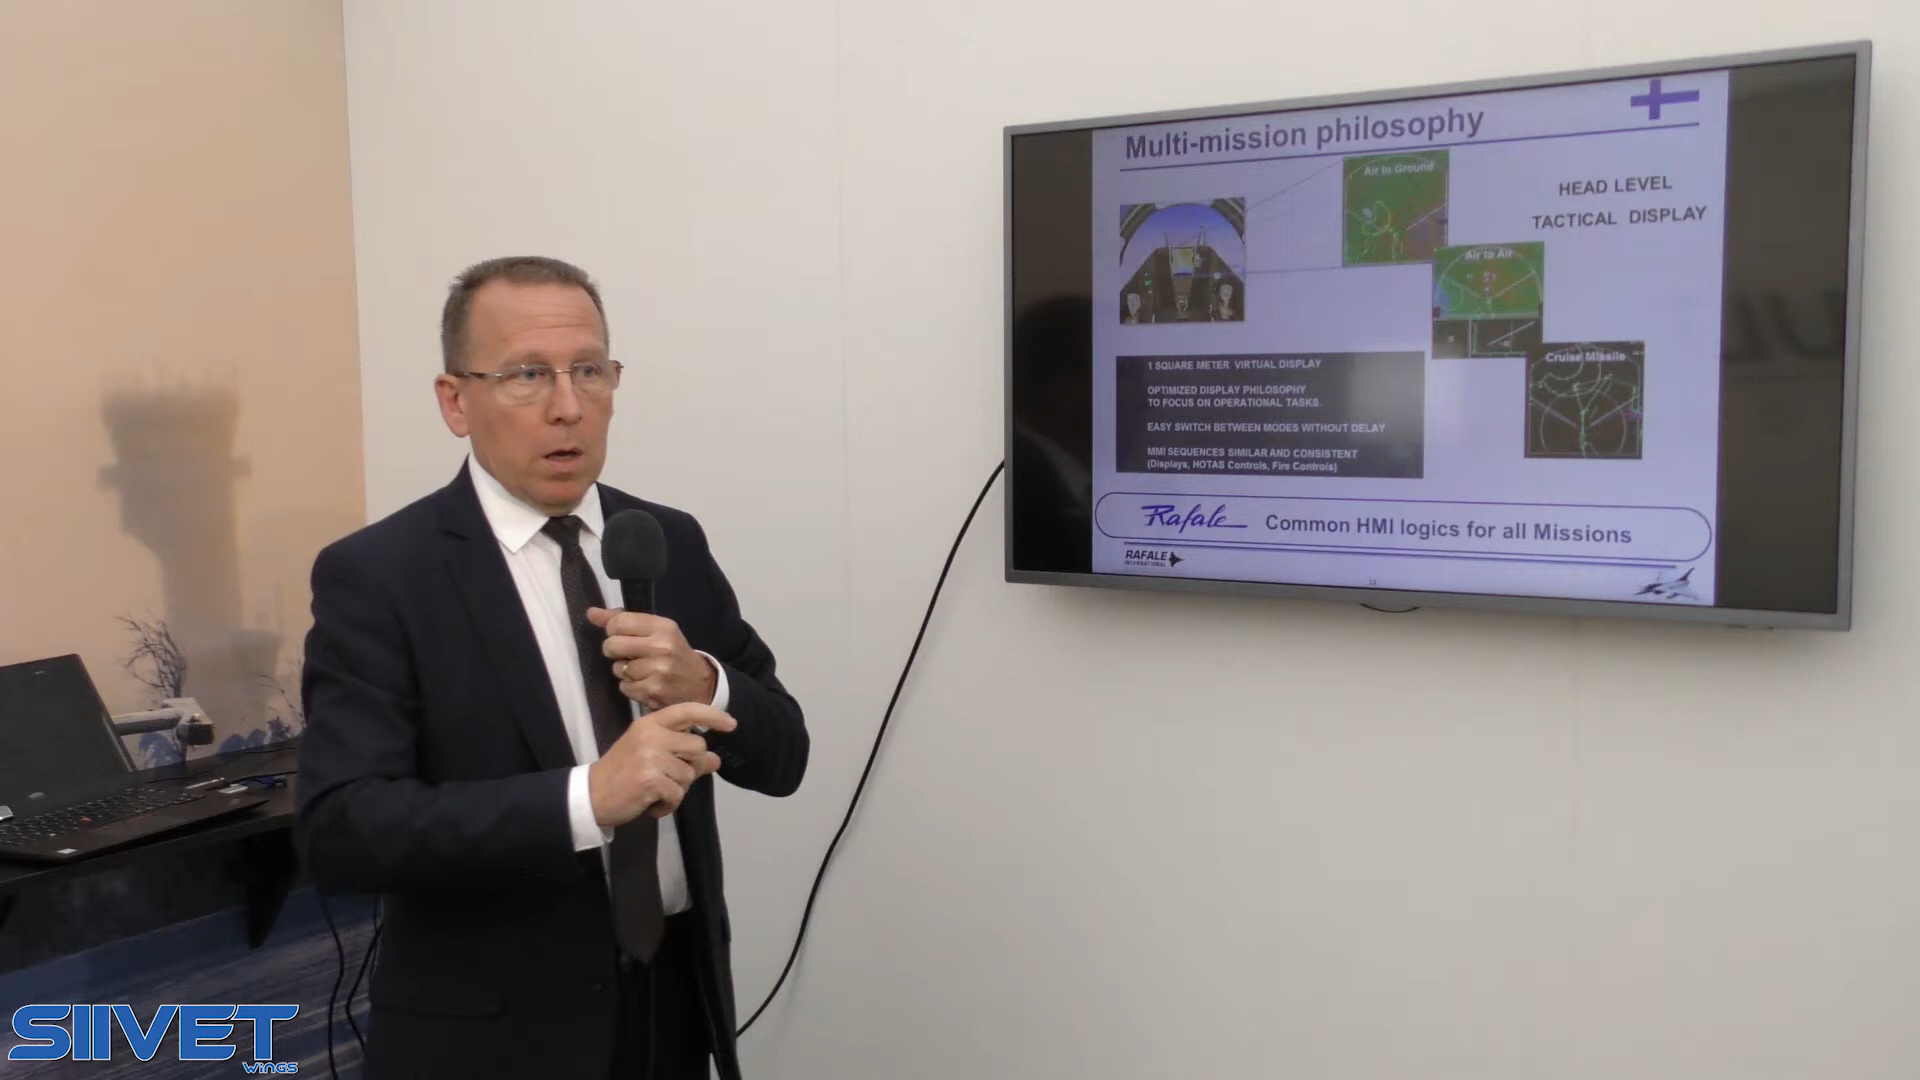 Multi-mission philosophy
Air to Ground
HEAD LEVEL
TACTICAL DISPLAY
Air to Air
Cruise Missile
1 SQUARE METER VIRTUAL DISPLAY
OPTIMIZED DISPLAY PHILOSOPHY
TO FOCUS ON OPERATIONAL TASKS.
EASY SWITCH BETWEEN MODES WITHOUT DELAY
MMI SEQUENCES SIMILAR AND CONSISTENT
(Displays, HOTAS Controls, Fire Controls)
Rafale Common HMI logics for all Missions
RAFALE
INTERNATIONAL
SIIVET
WINGS